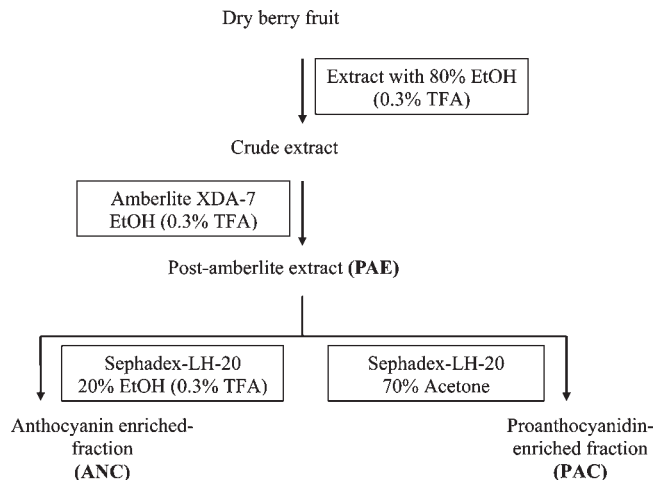 Dry berry fruit
Extract with 80% EtOH
(0.3% TFA)
Crude extract
Amberlite XDA-7
EtOH (0.3% TFA)
Post-amberlite extract (PAE)
Sephadex-LH-20
20% EtOH (0.3% TFA)
Sephadex-LH-20
70% Acetone
Anthocyanin enriched-
fraction
(ANC)
Proanthocyanidin-
enriched fraction
(PAC)